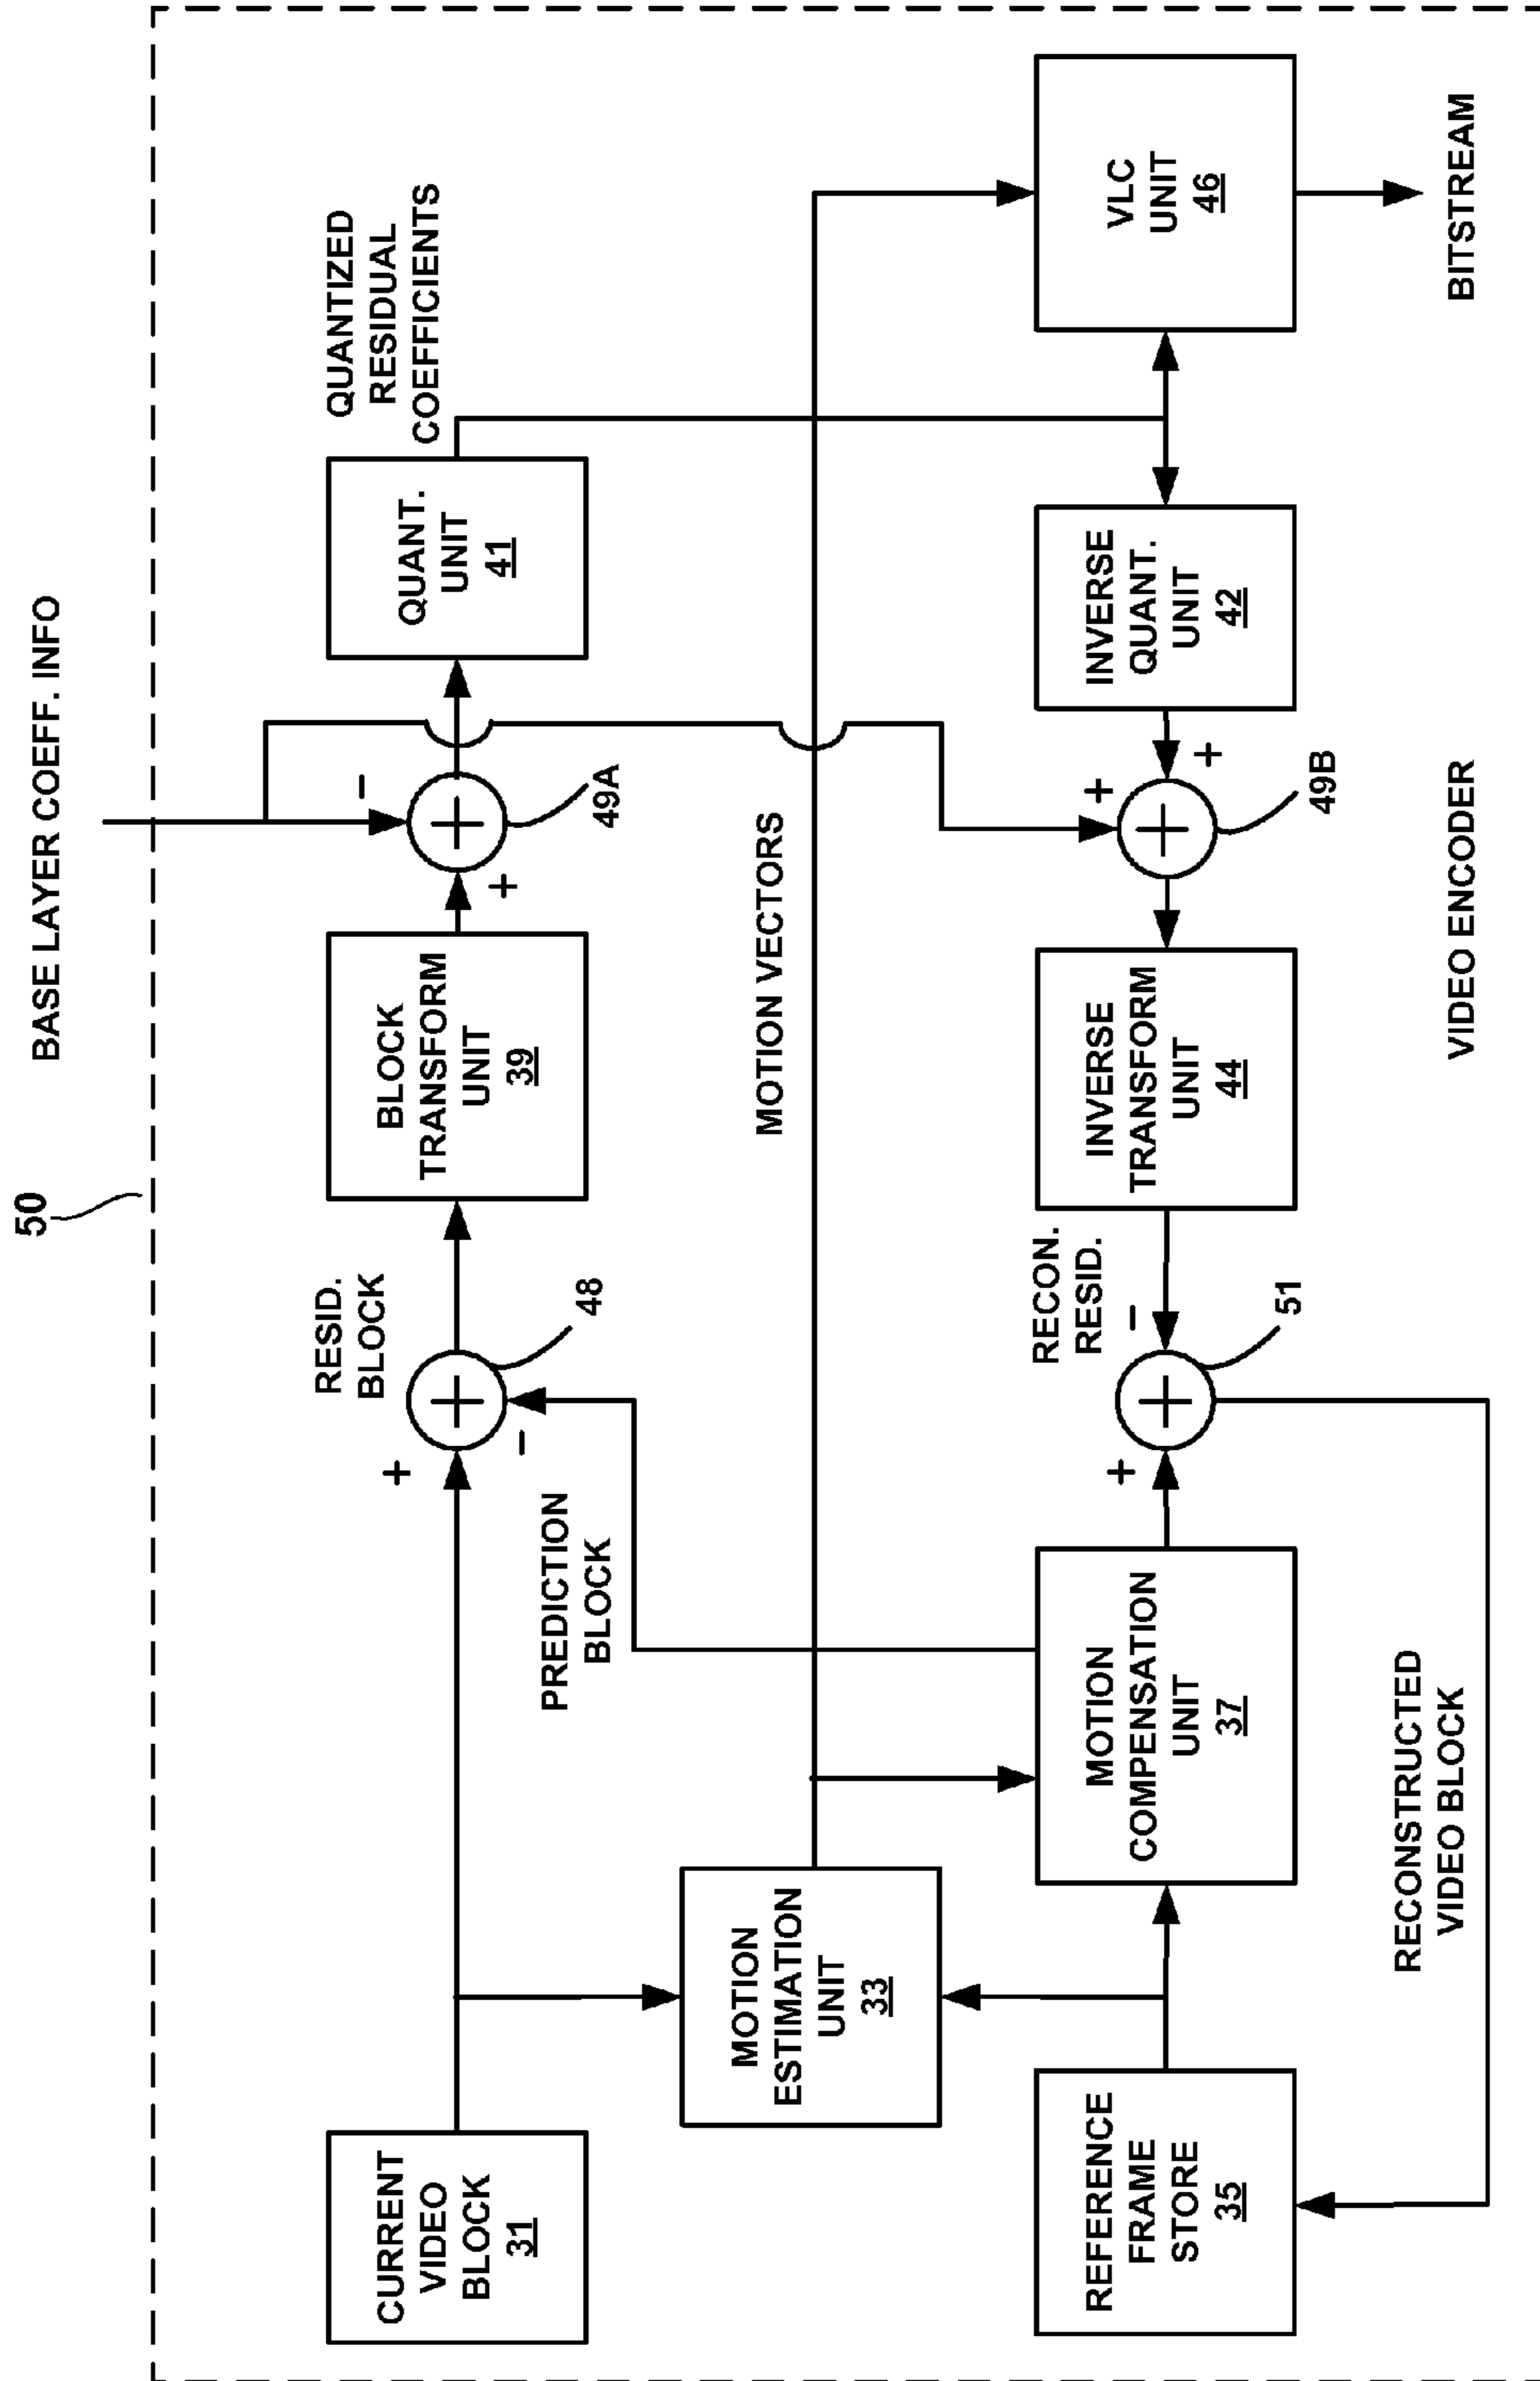 BASE LAYER COEFF. INFO
50
RESID.
BLOCK
QUANTIZED
RESIDUAL
COEFFICIENTS
CURRENT
VIDEO
BLOCK
31
+
48
−
BLOCK
TRANSFORM
UNIT
39
+
−
49A
QUANT.
UNIT
41
PREDICTION
BLOCK
MOTION
ESTIMATION
UNIT
33
MOTION VECTORS
REFERENCE
FRAME
STORE
35
MOTION
COMPENSATION
UNIT
37
+
−
51
RECON.
RESID.
INVERSE
TRANSFORM
UNIT
44
+
+
49B
INVERSE
QUANT.
UNIT
42
VLC
UNIT
46
RECONSTRUCTED
VIDEO BLOCK
VIDEO ENCODER
BITSTREAM